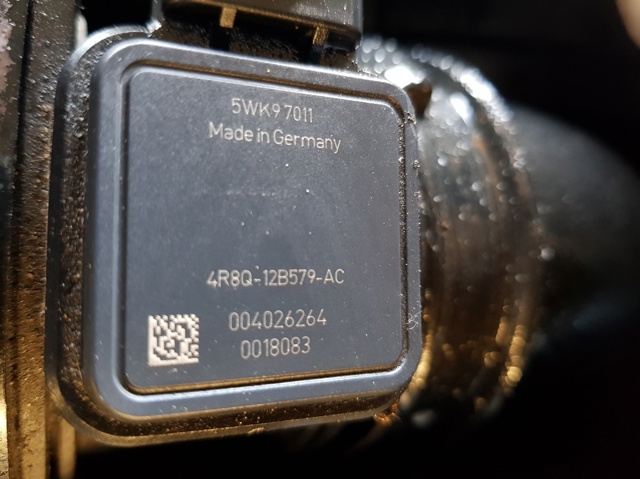 5WK9 7011
Made in Germany
4R8Q-12B579-AC
004026264
0018083